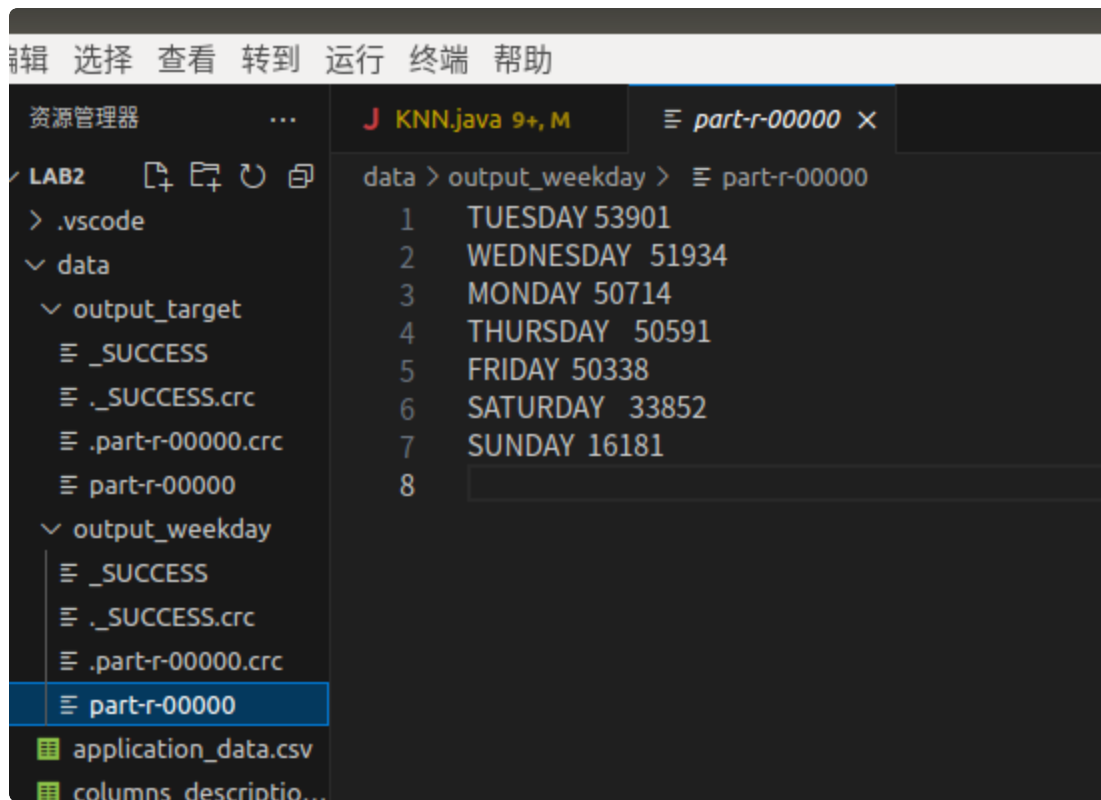 编辑 选择 查看 转到 运行 终端 帮助
资源管理器 ...
J KNN.java 9+, M
part-r-00000 ×
LAB2
data > output_weekday > part-r-00000
> .vscode
data
output_target
_SUCCESS
._SUCCESS.crc
.part-r-00000.crc
part-r-00000
output_weekday
_SUCCESS
._SUCCESS.crc
.part-r-00000.crc
part-r-00000
application_data.csv
columns_descriptio...
1 TUESDAY 53901
2 WEDNESDAY 51934
3 MONDAY 50714
4 THURSDAY 50591
5 FRIDAY 50338
6 SATURDAY 33852
7 SUNDAY 16181
8